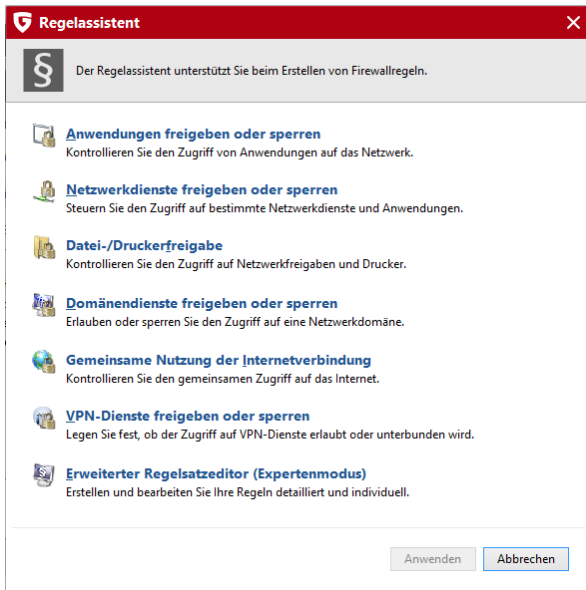 Regelassistent
Der Regelassistent unterstützt Sie beim Erstellen von Firewallregeln.
Anwendungen freigeben oder sperren
Kontrollieren Sie den Zugriff von Anwendungen auf das Netzwerk.
Netzwerkdienste freigeben oder sperren
Steuern Sie den Zugriff auf bestimmte Netzwerkdienste und Anwendungen.
Datei-/Druckerfreigabe
Kontrollieren Sie den Zugriff auf Netzwerkfreigaben und Drucker.
Domänendienste freigeben oder sperren
Erlauben oder sperren Sie den Zugriff auf eine Netzwerkdomäne.
Gemeinsame Nutzung der Internetverbindung
Kontrollieren Sie den gemeinsamen Zugriff auf das Internet.
VPN-Dienste freigeben oder sperren
Legen Sie fest, ob der Zugriff auf VPN-Dienste erlaubt oder unterbunden wird.
Erweiterter Regelsatzeditor (Expertenmodus)
Erstellen und bearbeiten Sie Ihre Regeln detailliert und individuell.
Anwenden Abbrechen